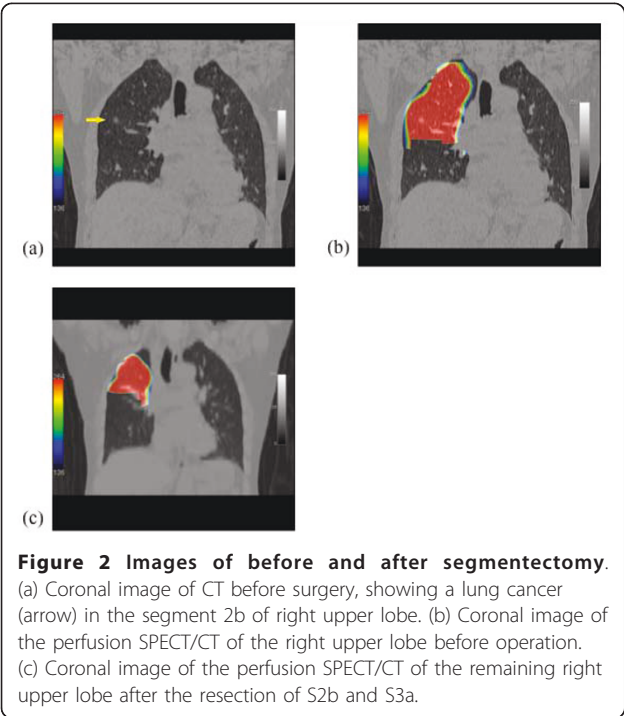 (a)
(b)
(c)
Figure 2 Images of before and after segmentectomy.
(a) Coronal image of CT before surgery, showing a lung cancer
(arrow) in the segment 2b of right upper lobe. (b) Coronal image of
the perfusion SPECT/CT of the right upper lobe before operation.
(c) Coronal image of the perfusion SPECT/CT of the remaining right
upper lobe after the resection of S2b and S3a.